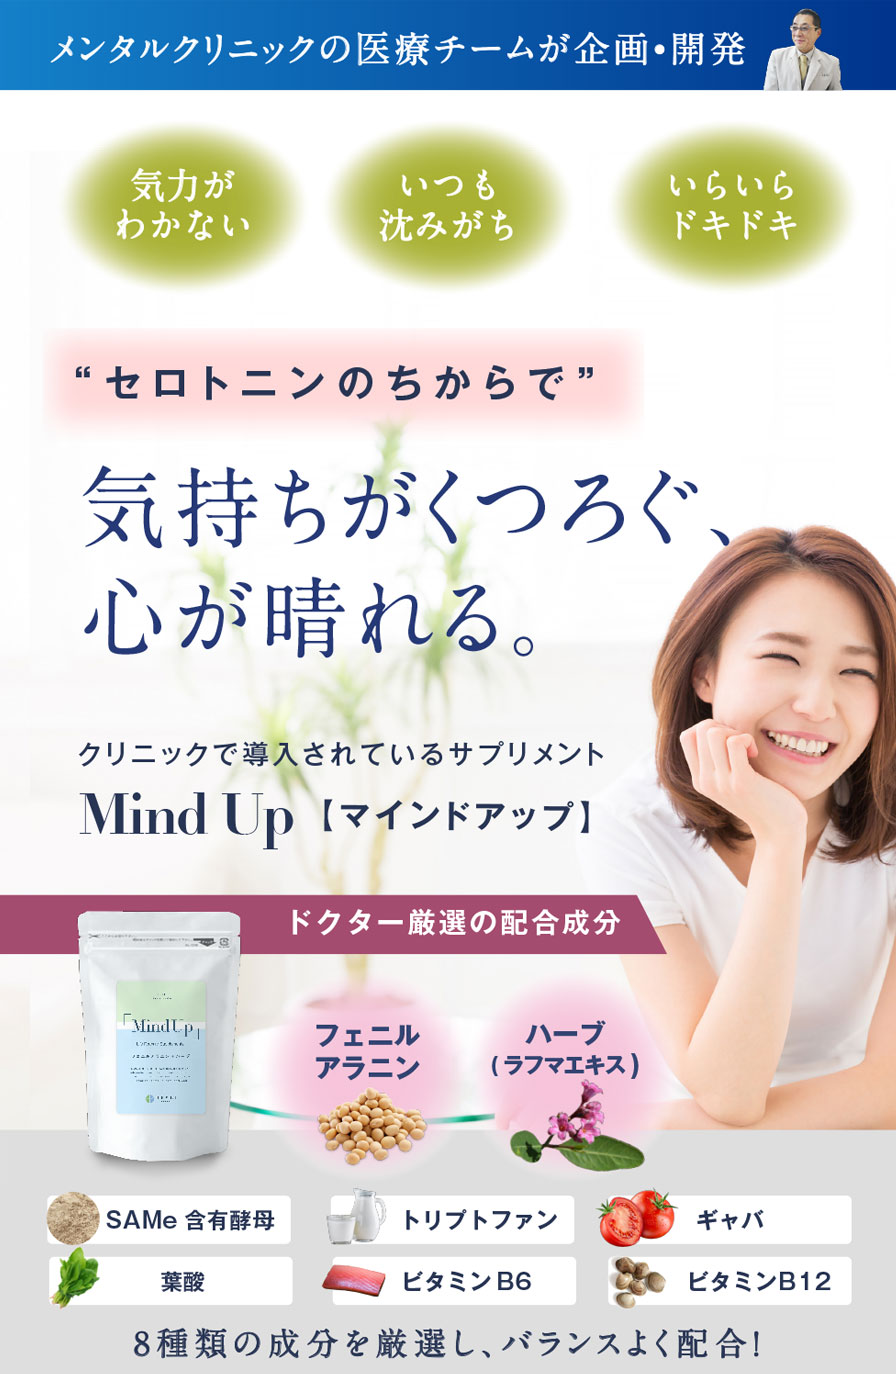 メンタルクリニックの医療チームが企画・開発
気力が
わかない
いつも
沈みがち
いらいら
ドキドキ
“セロトニンのちからで”
気持ちがくつろぐ、
心が晴れる。
クリニックで導入されているサプリメント
Mind Up【マインドアップ】
ドクター厳選の配合成分
「Mind Up」
フェニル
アラニン
ハーブ
(ラフマエキス)
SAMe 含有酵母
トリプトファン
ギャバ
葉酸
ビタミン B6
ビタミンB12
8種類の成分を厳選し、バランスよく配合!